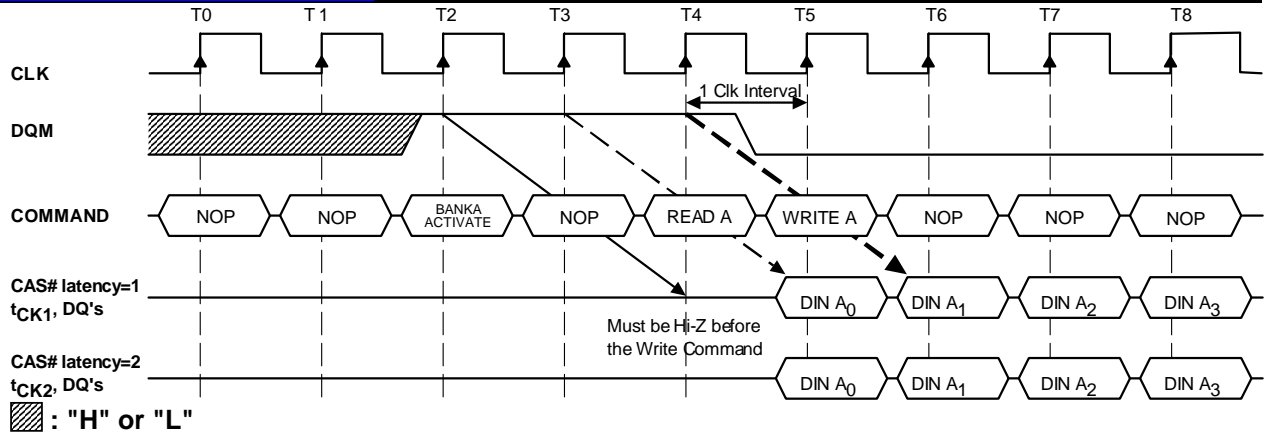 T0 T1 T2 T3 T4 T5 T6 T7 T8
CLK
1 Clk Interval
DQM
COMMAND NOP NOP BANKA ACTIVATE NOP READ A WRITE A NOP NOP NOP
CAS# latency=1
tCK1, DQ's
DIN A0 DIN A1 DIN A2 DIN A3
Must be Hi-Z before
the Write Command
CAS# latency=2
tCK2, DQ's
DIN A0 DIN A1 DIN A2 DIN A3
: "H" or "L"